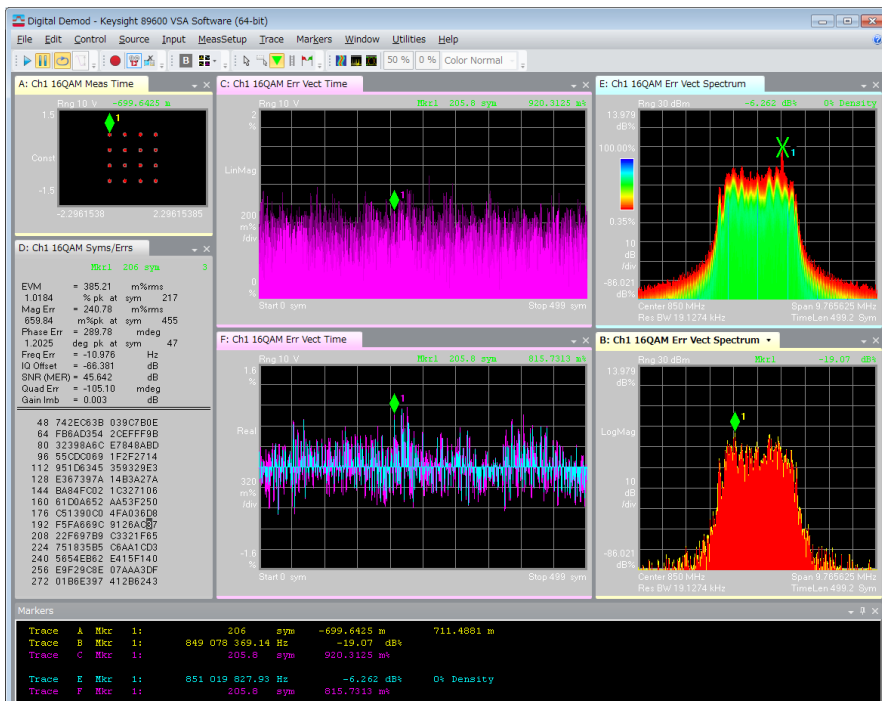 Digital Demod - Keysight 89600 VSA Software (64-bit)
File Edit Control Source Input MeasSetup Trace Markers Window Utilities Help
B 50 % 0 % Color Normal
A: Ch1 16QAM Meas Time
Rng 10 V -699.6425 m
1.5
1
Const
-1.5
-2.2961538 2.29615385
D: Ch1 16QAM Syms/Errs
Mkr1 206 sym 3
EVM = 385.21 m%rms
1.0184 % pk at sym 217
Mag Err = 240.78 m%rms
659.84 m%pk at sym 455
Phase Err = 289.78 mdeg
1.2025 deg pk at sym 47
Freq Err = -10.976 Hz
IQ Offset = -66.381 dB
SNR (MER) = 45.642 dB
Quad Err = -105.10 mdeg
Gain Imb = 0.003 dB
48 742EC63B 039C7B0E
64 FB6AD354 2CEFFF9B
80 32398A6C E7848ABD
96 55CDC069 1F2F2714
112 951D6345 359329E3
128 E367397A 14B3A27A
144 BA84FC02 1C327106
160 61D0A652 AA53F250
176 C51390C0 4FA036D8
192 F5FA669C 9126AC37
208 22F697B9 C3321F65
224 751835B5 C6AA1CD3
240 5654EB62 E415F140
256 E9F29C8E 07AAA3DF
272 01B6E397 412B6243
C: Ch1 16QAM Err Vect Time
Rng 10 V Mkr1 205.8 sym 920.3125 m%
2
%
1
LinMag
200
m%
/div
0
%
Start 0 sym Stop 499 sym
F: Ch1 16QAM Err Vect Time
Rng 10 V Mkr1 205.8 sym 815.7313 m%
1.6
%
1
Real
320
m%
/div
-1.6
%
Start 0 sym Stop 499 sym
E: Ch1 16QAM Err Vect Spectrum
Rng 30 dBm -6.262 dB% 0% Density
13.979
dB%
100.00%
1
0.35%
10
dB
/div
-86.021
dB%
Center 850 MHz Span 9.765625 MHz
Res BW 19.1274 kHz TimeLen 499.2 Sym
B: Ch1 16QAM Err Vect Spectrum
Rng 30 dBm Mkr1 -19.07 dB%
13.979
dB%
1
LogMag
10
dB
/div
-86.021
dB%
Center 850 MHz Span 9.765625 MHz
Res BW 19.1274 kHz TimeLen 499.2 Sym
Markers
Trace A Mkr 1: 206 sym -699.6425 m 711.4881 m
Trace B Mkr 1: 849 078 369.14 Hz -19.07 dB%
Trace C Mkr 1: 205.8 sym 920.3125 m%
Trace E Mkr 1: 851 019 827.93 Hz -6.262 dB% 0% Density
Trace F Mkr 1: 205.8 sym 815.7313 m%